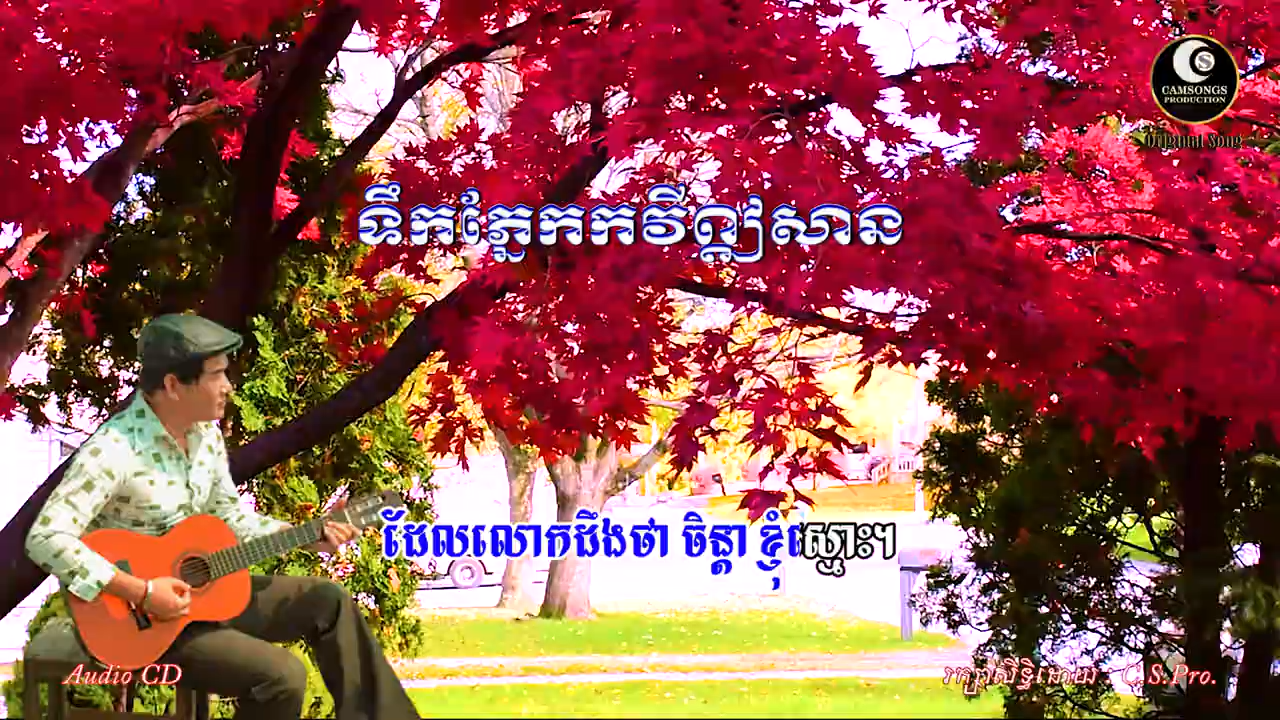 CS
CAMSONGS
PRODUCTION
Original Song
ទឹកភ្នែកកវីឦសាន
ដែលលោកដឹងថា ចិន្តា ខ្ញុំស្មោះ។
Audio CD
រក្សាសិទ្ធិដោយ : C.S.Pro.